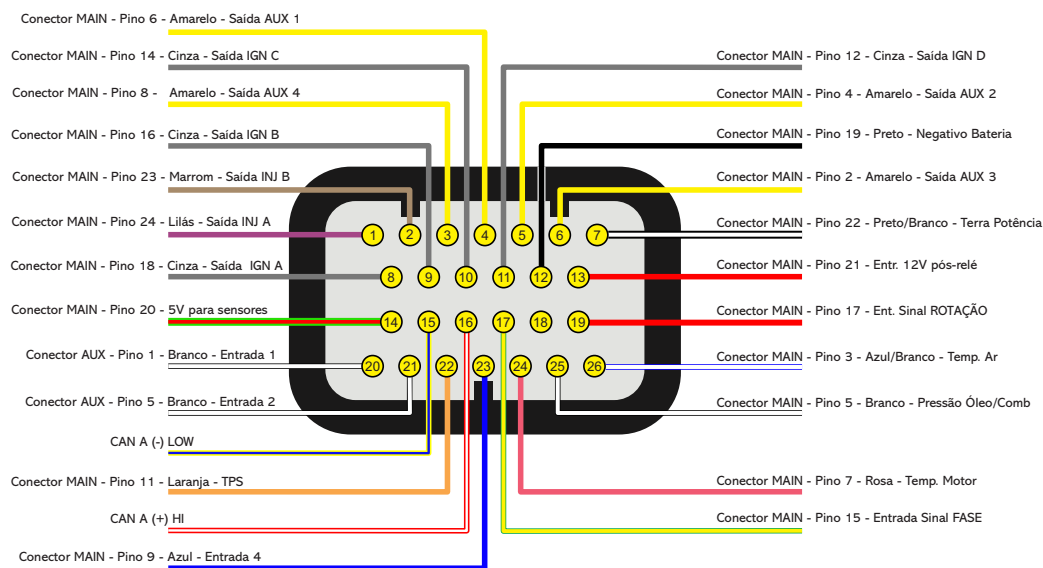 Conector MAIN - Pino 6 - Amarelo - Saída AUX 1
Conector MAIN - Pino 14 - Cinza - Saída IGN C
Conector MAIN - Pino 8 - Amarelo - Saída AUX 4
Conector MAIN - Pino 16 - Cinza - Saída IGN B
Conector MAIN - Pino 23 - Marrom - Saída INJ B
Conector MAIN - Pino 24 - Lilás - Saída INJ A
Conector MAIN - Pino 18 - Cinza - Saída IGN A
Conector MAIN - Pino 20 - 5V para sensores
Conector AUX - Pino 1 - Branco - Entrada 1
Conector AUX - Pino 5 - Branco - Entrada 2
CAN A (-) LOW
Conector MAIN - Pino 11 - Laranja - TPS
CAN A (+) HI
Conector MAIN - Pino 9 - Azul - Entrada 4
1 2 3 4 5 6 7
8 9 10 11 12 13
14 15 16 17 18 19
20 21 22 23 24 25 26
Conector MAIN - Pino 12 - Cinza - Saída IGN D
Conector MAIN - Pino 4 - Amarelo - Saída AUX 2
Conector MAIN - Pino 19 - Preto - Negativo Bateria
Conector MAIN - Pino 2 - Amarelo - Saída AUX 3
Conector MAIN - Pino 22 - Preto/Branco - Terra Potência
Conector MAIN - Pino 21 - Entr. 12V pós-relé
Conector MAIN - Pino 17 - Ent. Sinal ROTAÇÃO
Conector MAIN - Pino 3 - Azul/Branco - Temp. Ar
Conector MAIN - Pino 5 - Branco - Pressão Óleo/Comb
Conector MAIN - Pino 7 - Rosa - Temp. Motor
Conector MAIN - Pino 15 - Entrada Sinal FASE